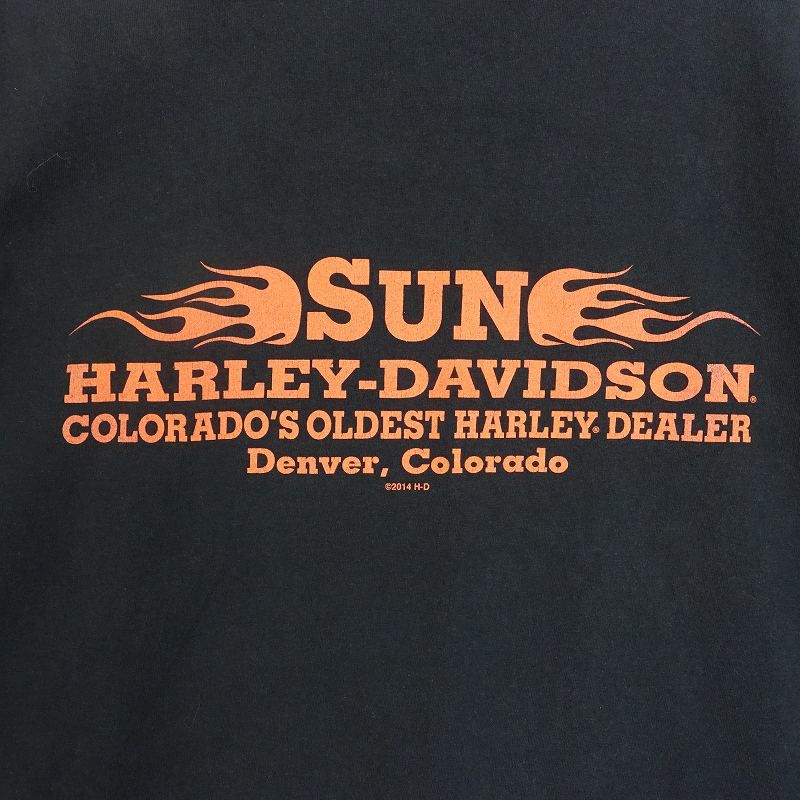 SUN
HARLEY-DAVIDSON®
COLORADO'S OLDEST HARLEY® DEALER
Denver, Colorado
©2014 H-D